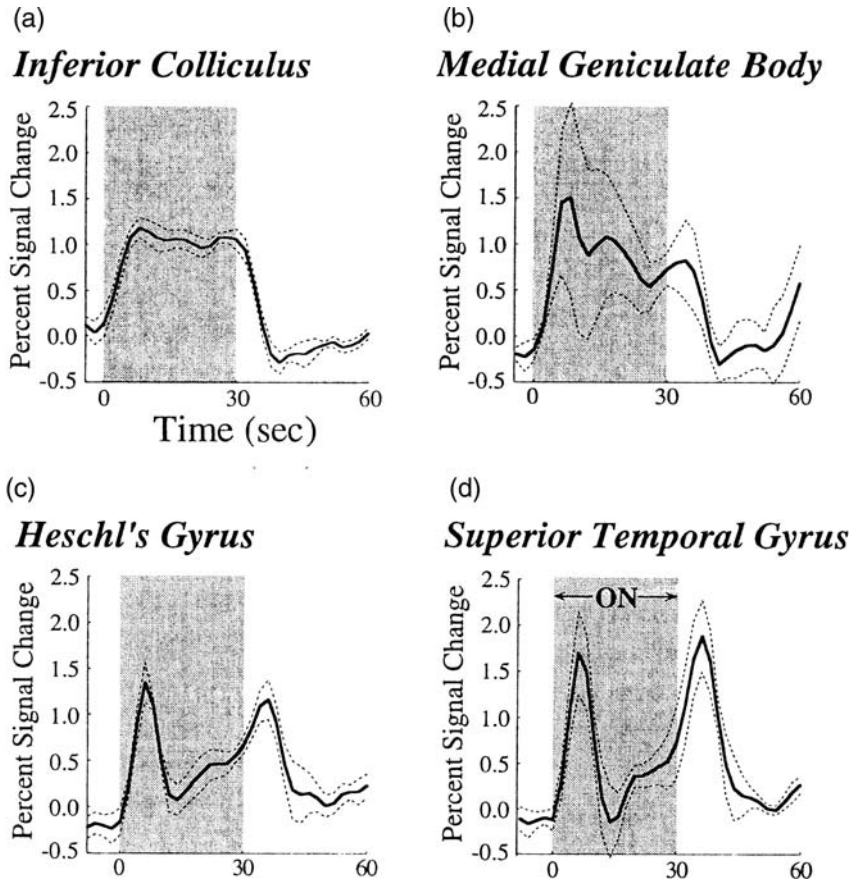 (a)
Inferior Colliculus
Percent Signal Change
2.5
2.0
1.5
1.0
0.5
0.0
-0.5
0
30
60
Time (sec)
(b)
Medial Geniculate Body
Percent Signal Change
2.5
2.0
1.5
1.0
0.5
0.0
-0.5
0
30
60
(c)
Heschl's Gyrus
Percent Signal Change
2.5
2.0
1.5
1.0
0.5
0.0
-0.5
0
30
60
(d)
Superior Temporal Gyrus
Percent Signal Change
2.5
2.0
1.5
1.0
0.5
0.0
-0.5
ON
0
30
60